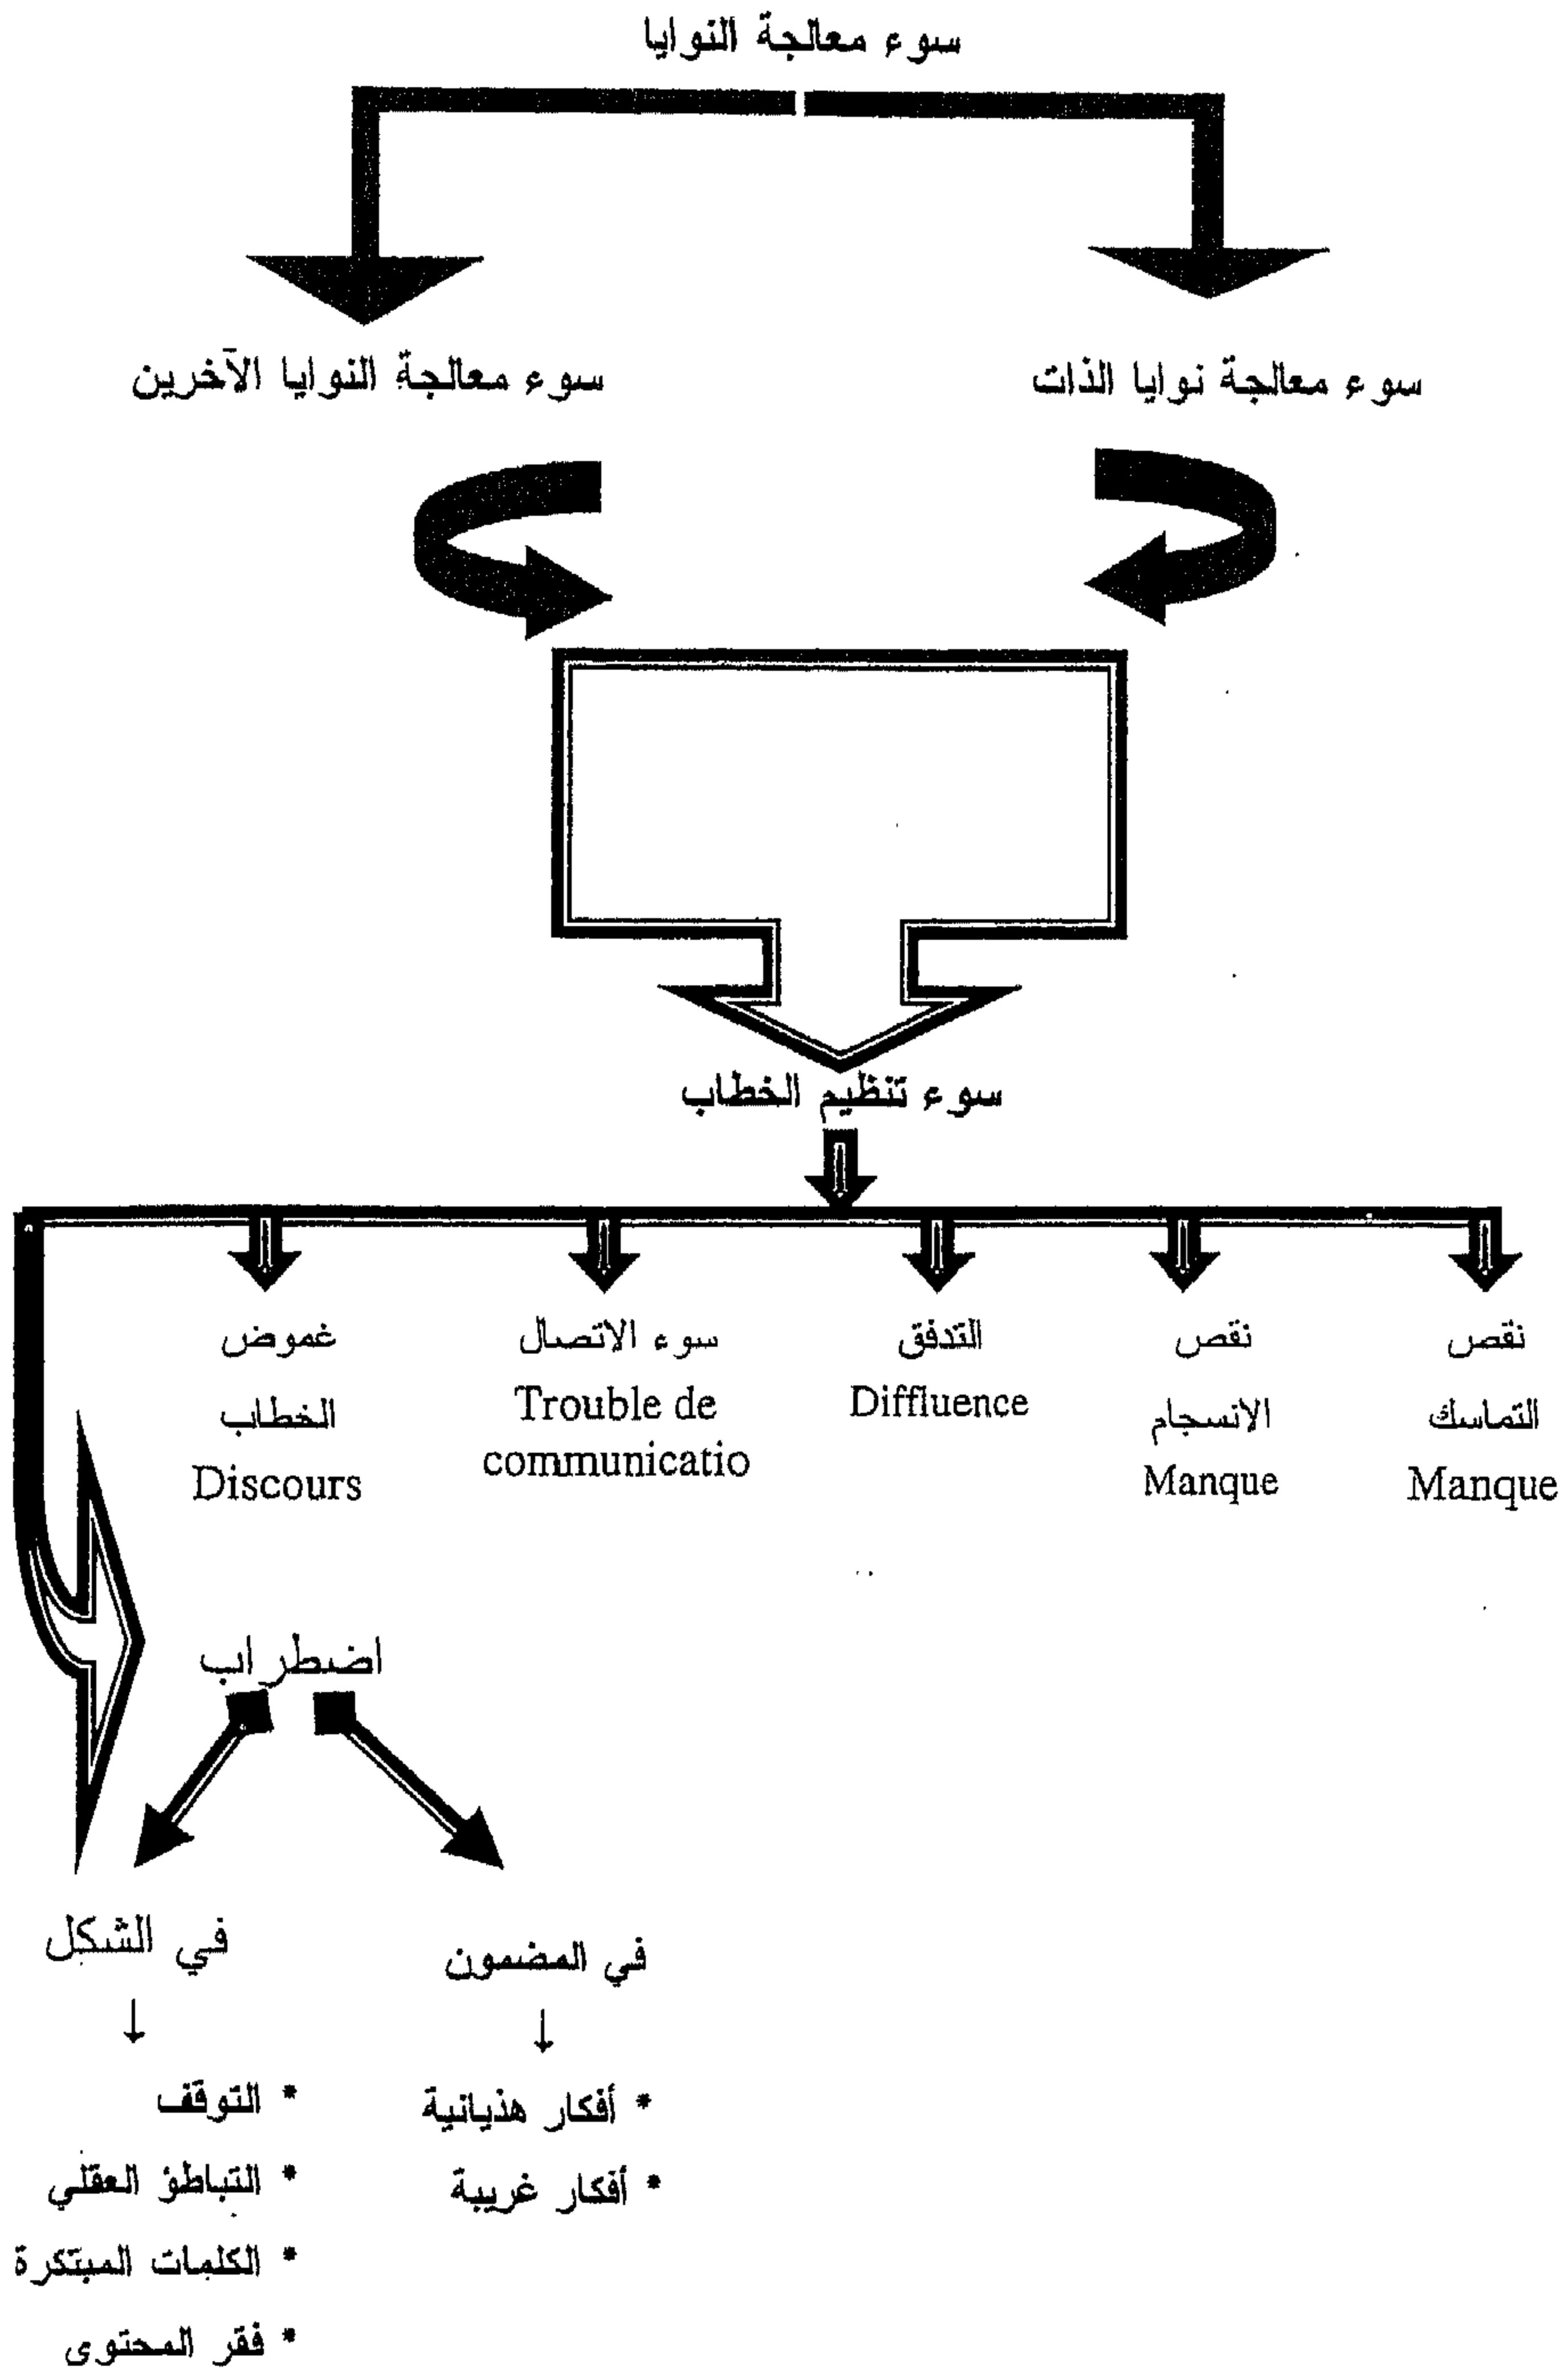 سوء معالجة النوايا
سوء معالجة نوايا الذات
سوء معالجة النوايا الآخرين
سوء تنظيم الخطاب
نقص
التماسك
Manque
نقص
الانسجام
Manque
التدفق
Diffluence
سوء الاتصال
Trouble de
communicatio
غموض
الخطاب
Discours
اضطراب
في المضمون
↓
* أفكار هذيانية
* أفكار غريبة
في الشكل
↓
* التوقف
* التباطؤ العقلي
* الكلمات المبتكرة
* فقر المحتوى